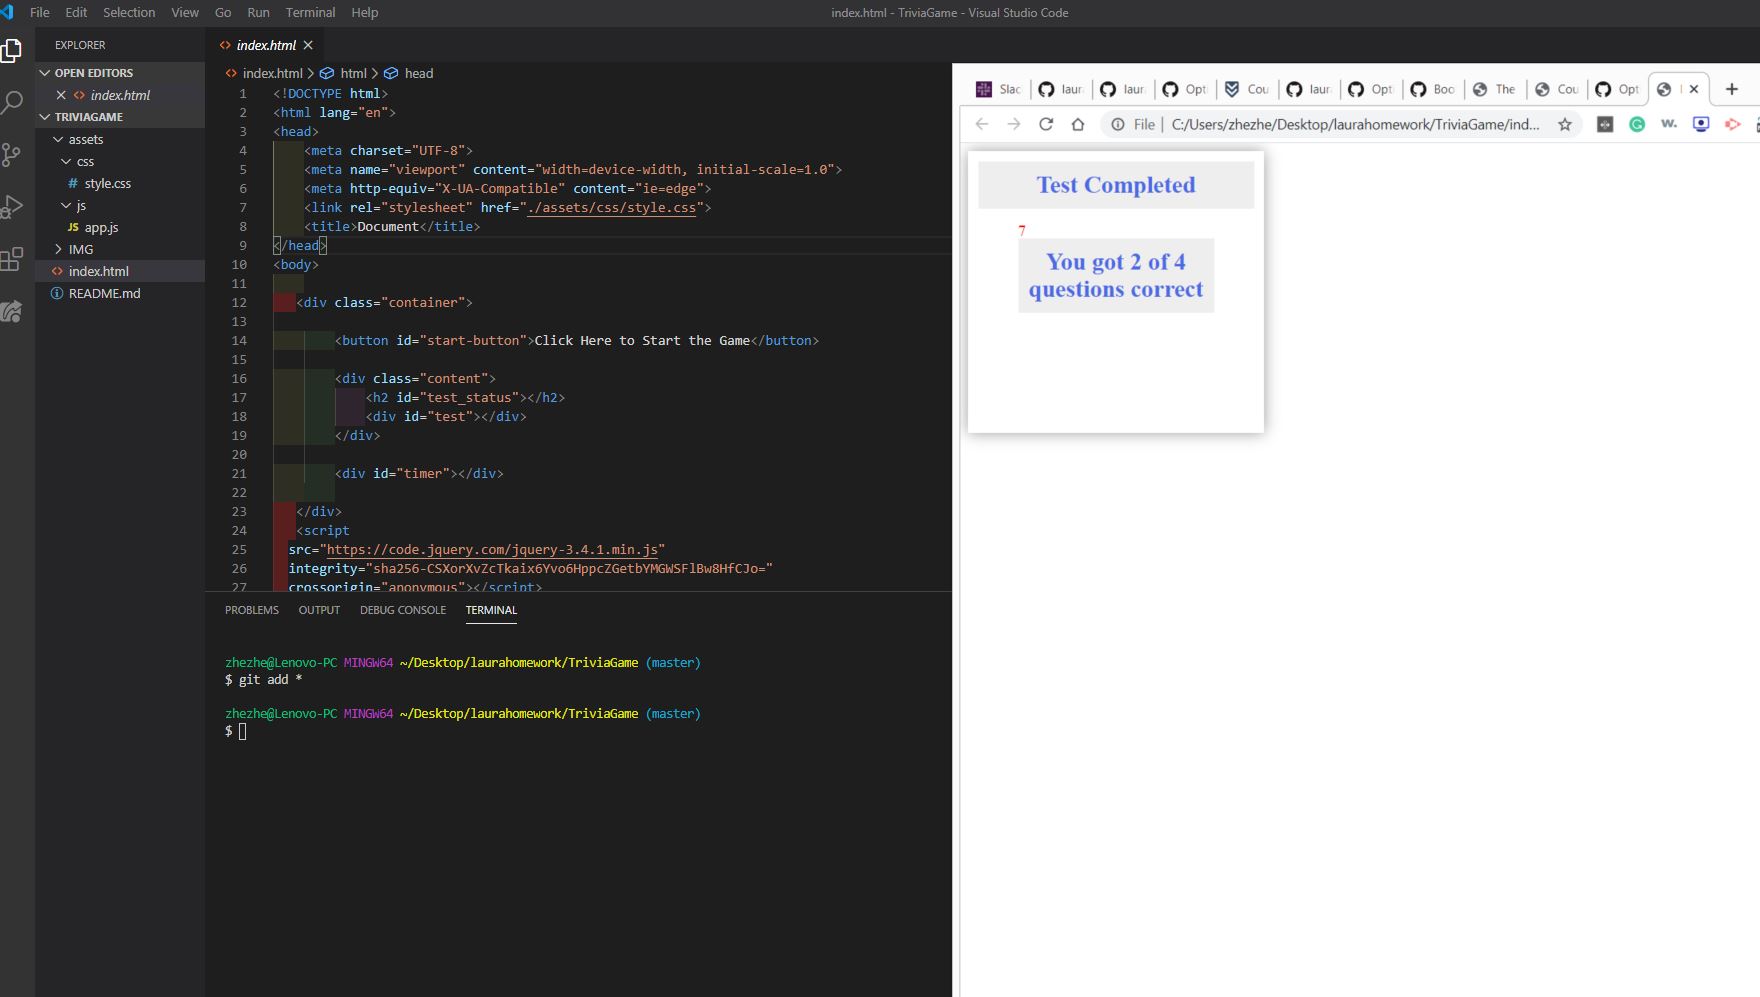 File Edit Selection View Go Run Terminal Help
index.html - TriviaGame - Visual Studio Code
EXPLORER
OPEN EDITORS
index.html
TRIVIAGAME
assets
css
style.css
js
app.js
IMG
index.html
README.md
index.html
index.html > html > head
1 <!DOCTYPE html>
2 <html lang="en">
3 <head>
4 <meta charset="UTF-8">
5 <meta name="viewport" content="width=device-width, initial-scale=1.0">
6 <meta http-equiv="X-UA-Compatible" content="ie=edge">
7 <link rel="stylesheet" href="./assets/css/style.css">
8 <title>Document</title>
9 </head>
10 <body>
11
12 <div class="container">
13
14 <button id="start-button">Click Here to Start the Game</button>
15
16 <div class="content">
17 <h2 id="test_status"></h2>
18 <div id="test"></div>
19 </div>
20
21 <div id="timer"></div>
22
23 </div>
24 <script
25 src="https://code.jquery.com/jquery-3.4.1.min.js"
26 integrity="sha256-CSXorXvZcTkaix6Yvo6HppcZGetbYMGWSFlBw8HfCJo="
27 crossorigin="anonymous"></script>
PROBLEMS OUTPUT DEBUG CONSOLE TERMINAL
zhezhe@Lenovo-PC MINGW64 ~/Desktop/laurahomework/TriviaGame (master)
$ git add *
zhezhe@Lenovo-PC MINGW64 ~/Desktop/laurahomework/TriviaGame (master)
$
Slac laur laur Opt Cou laur Opt Boo The Cou Opt
File | C:/Users/zhezhe/Desktop/laurahomework/TriviaGame/ind...
Test Completed
7
You got 2 of 4
questions correct